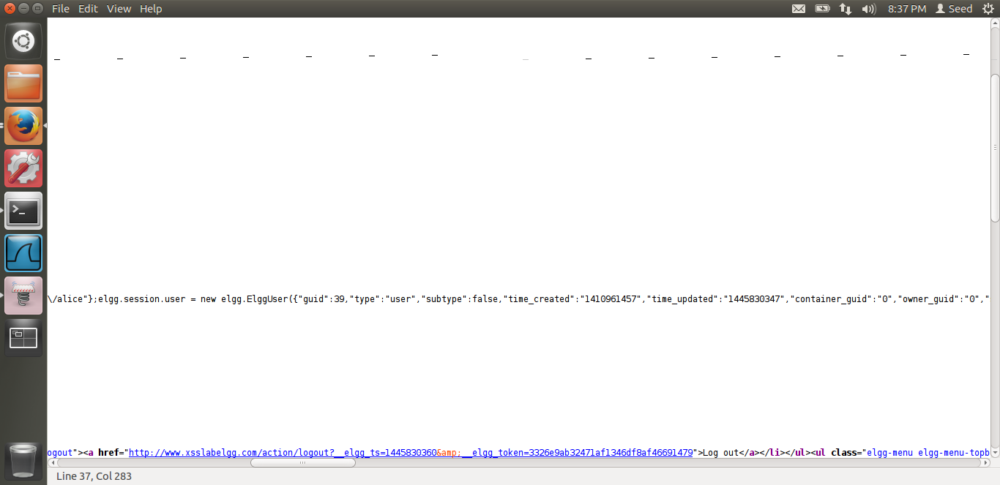 File Edit View Help 8:37 PM Seed
\/alice"};elgg.session.user = new elgg.ElggUser({"guid":39,"type":"user","subtype":false,"time_created":"1410961457","time_updated":"1445830347","container_guid":"0","owner_guid":"0","
ogout"><a href="http://www.xsslabelgg.com/action/logout?__elgg_ts=1445830360&amp;__elgg_token=3326e9ab32471af1346df8af46691479">Log out</a></li></ul><ul class="elgg-menu elgg-menu-topb
Line 37, Col 283